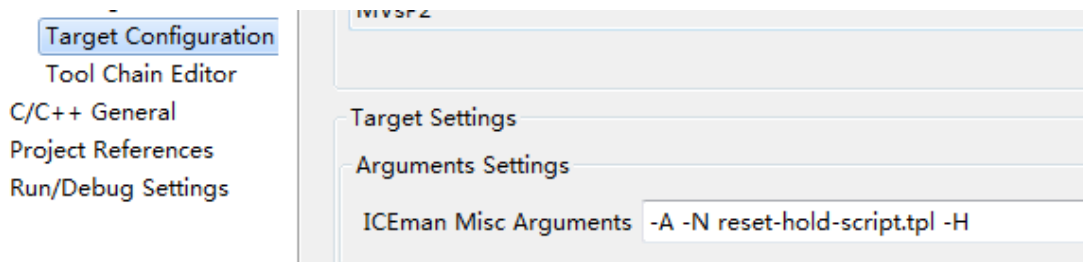 Target Configuration
Tool Chain Editor
C/C++ General
Project References
Run/Debug Settings
MVsP2
Target Settings
Arguments Settings
ICEman Misc Arguments -A -N reset-hold-script.tpl -H